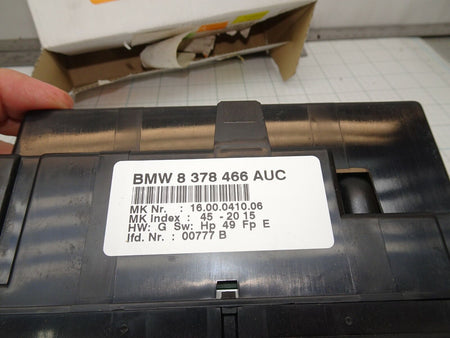 BMW 8 378 466 AUC
MK Nr. : 16.00.0410.06
MK Index : 45 - 20 15
HW: G Sw: Hp 49 Fp E
lfd. Nr. : 00777 B